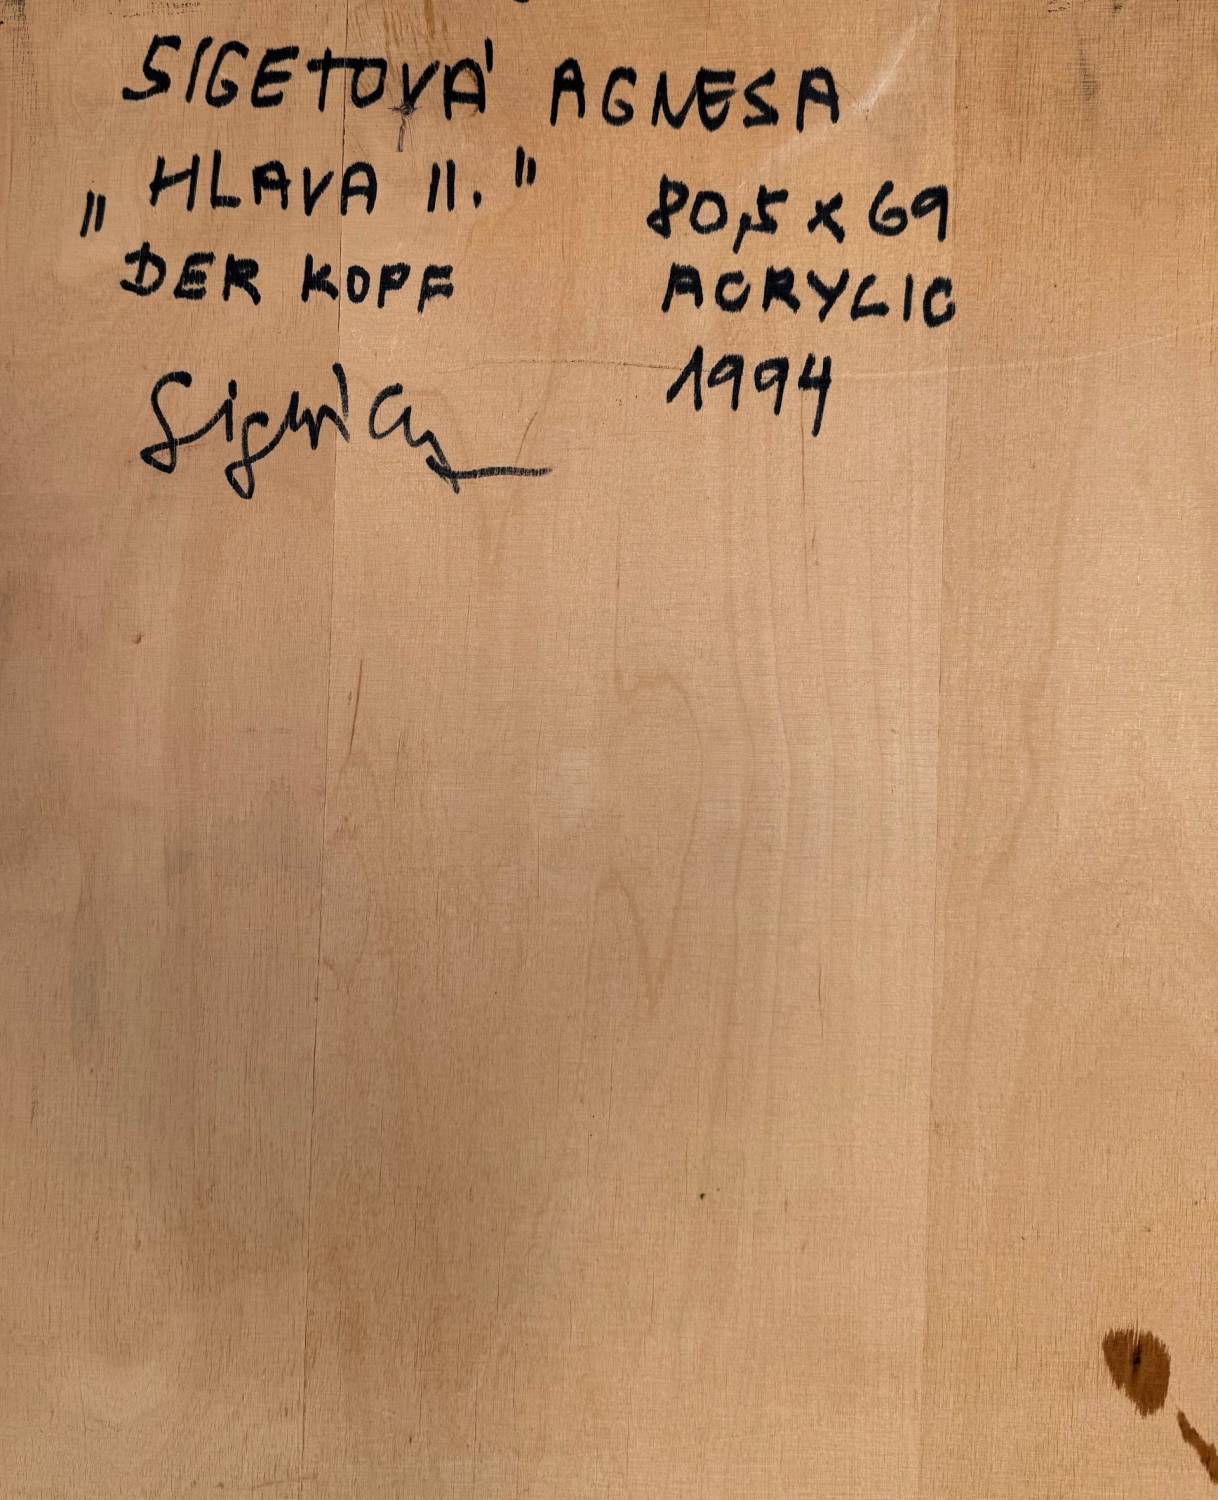 SIGETOVÁ AGNESA
„HLAVA II."
DER KOPF
80,5 x 69
ACRYLIC
1994